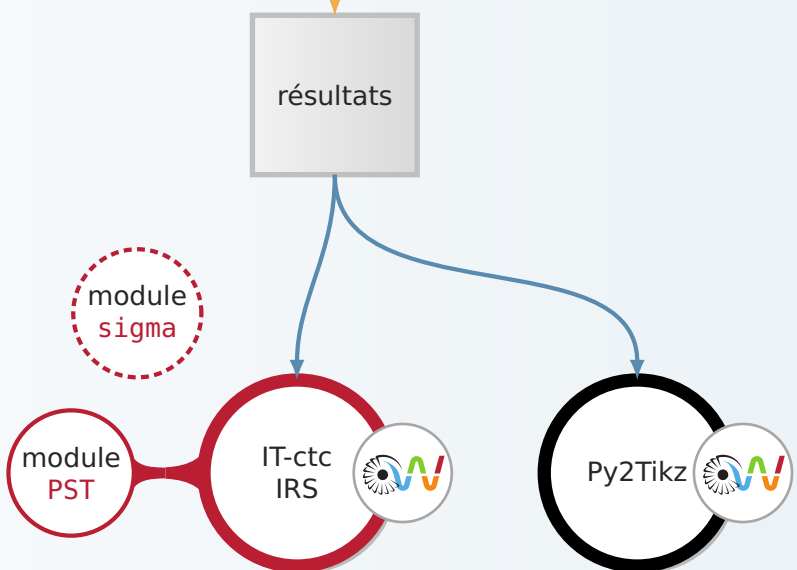 résultats
module
sigma
module
PST
IT-ctc
IRS
Py2Tikz